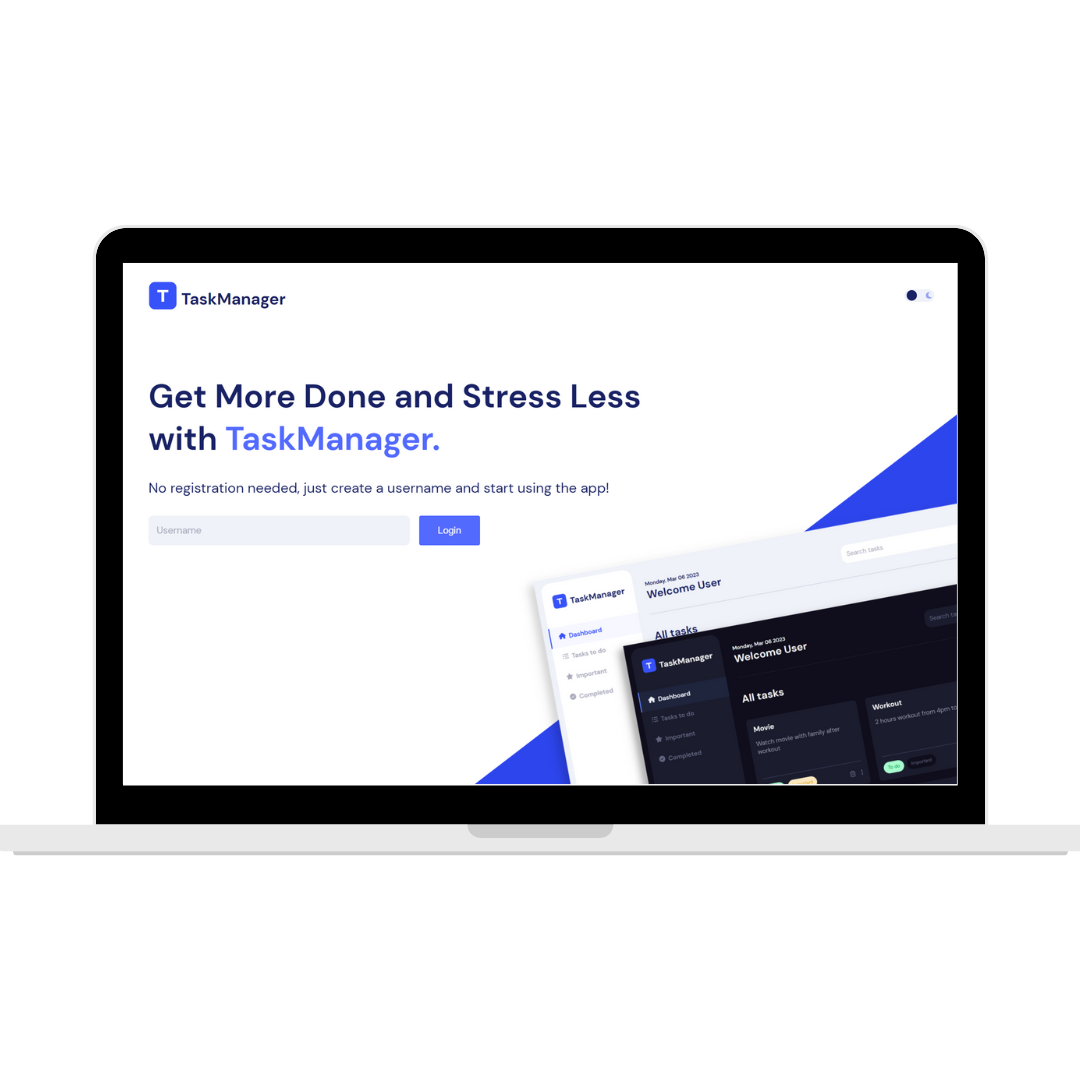 T TaskManager
Get More Done and Stress Less
with TaskManager.
No registration needed, just create a username and start using the app!
Username
Login
Search tasks
Monday, Mar 06 2023
Welcome User
T TaskManager
All tasks
Dashboard
Tasks to do
Important
Completed
Search ta
Monday, Mar 06 2023
Welcome User
T TaskManager
All tasks
Dashboard
Tasks to do
Important
Completed
Movie
Watch movie with family after
workout
Workout
2 hours workout from 4pm to
To do
Important